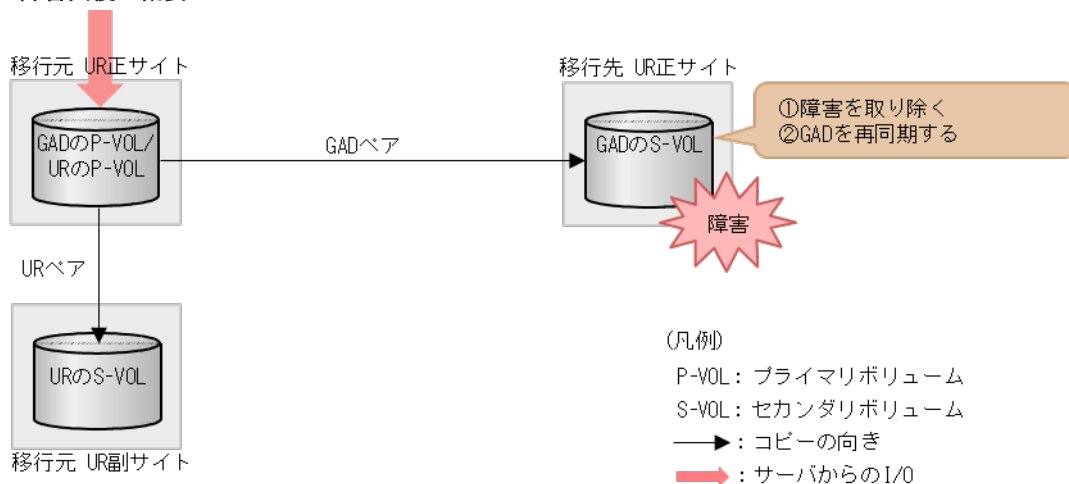 移行元 UR正サイト
移行先 UR正サイト
GADのP-VOL/
URのP-VOL
GADペア
GADのS-VOL
①障害を取り除く
②GADを再同期する
障害
URペア
URのS-VOL
移行元 UR副サイト
(凡例)
P-VOL: プライマリボリューム
S-VOL: セカンダリボリューム
: コピーの向き
: サーバからのI/O